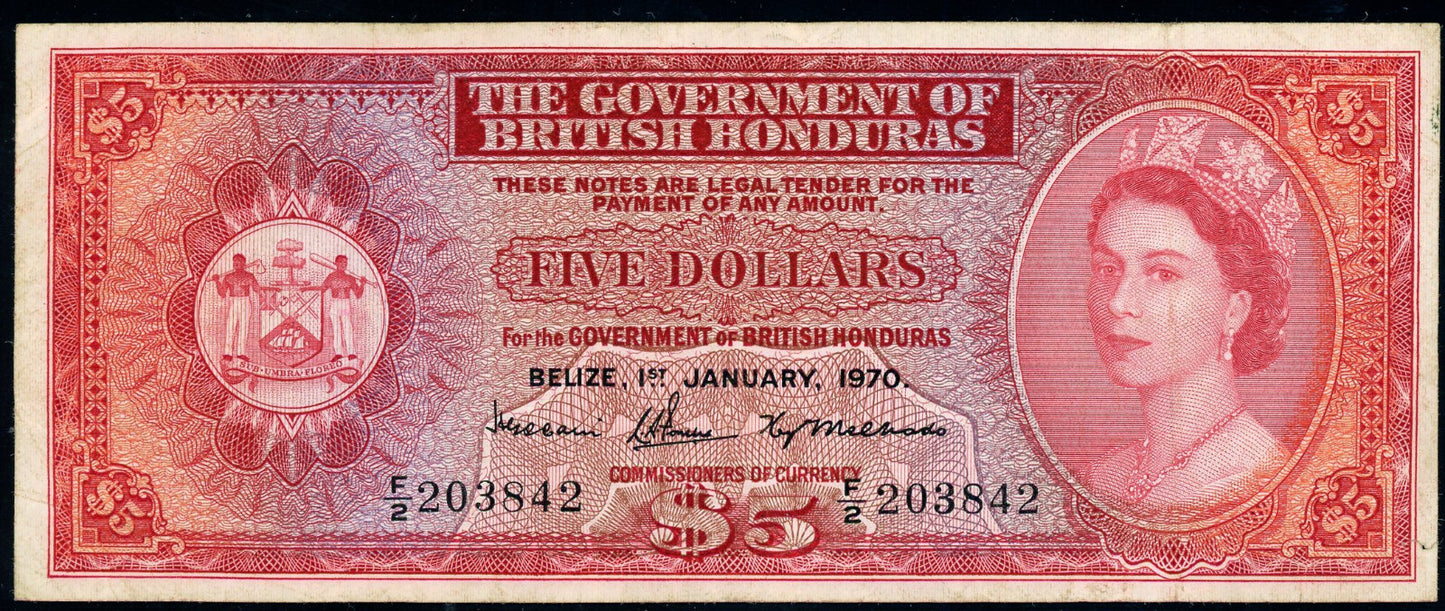 $5
$5
THE GOVERNMENT OF
BRITISH HONDURAS
THESE NOTES ARE LEGAL TENDER FOR THE
PAYMENT OF ANY AMOUNT.
FIVE DOLLARS
For the GOVERNMENT of BRITISH HONDURAS
SUB·UMBRA·FLOREO
BELIZE, 1ST JANUARY, 1970.
COMMISSIONERS OF CURRENCY
F/2 203842
F/2 203842
$5
$5
$5